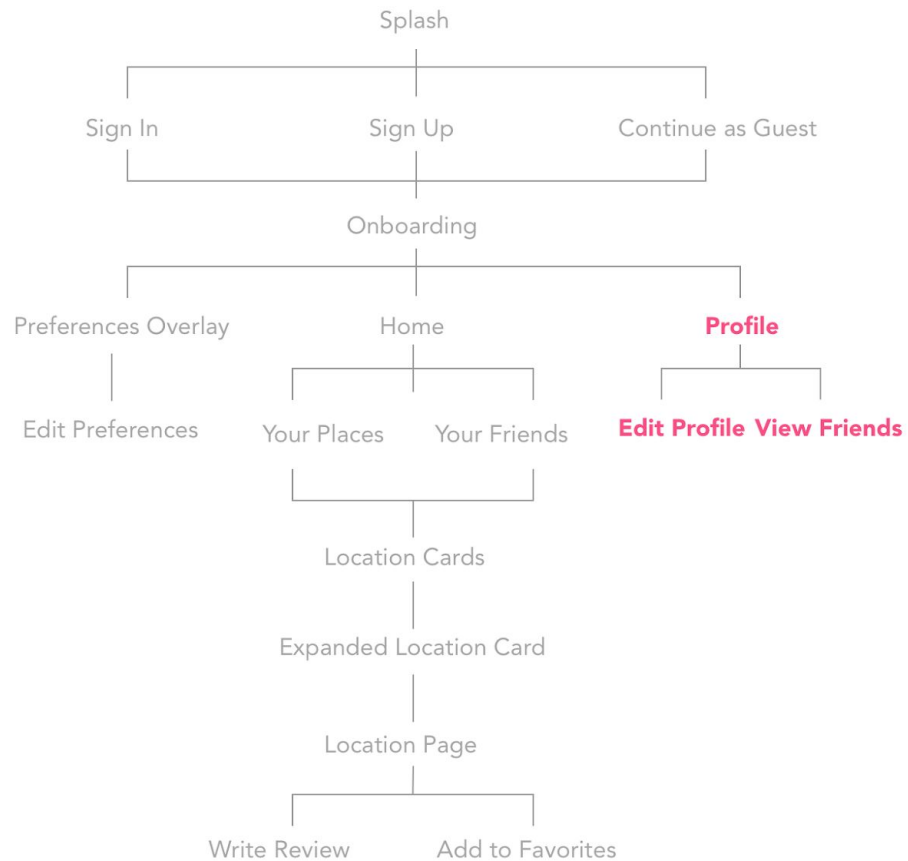 Splash
Sign In
Sign Up
Continue as Guest
Onboarding
Preferences Overlay
Home
Profile
Edit Preferences
Your Places
Your Friends
Edit Profile
View Friends
Location Cards
Expanded Location Card
Location Page
Write Review
Add to Favorites